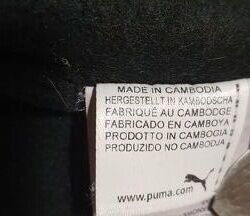 MADE IN CAMBODIA
HERGESTELLT IN KAMBODSCHA
FABRIQUÉ AU CAMBODGE
FABRICADO EN CAMBOYA
PRODOTTO IN CAMBOGIA
PRODUZIDO NO CAMBODJA
www.puma.com